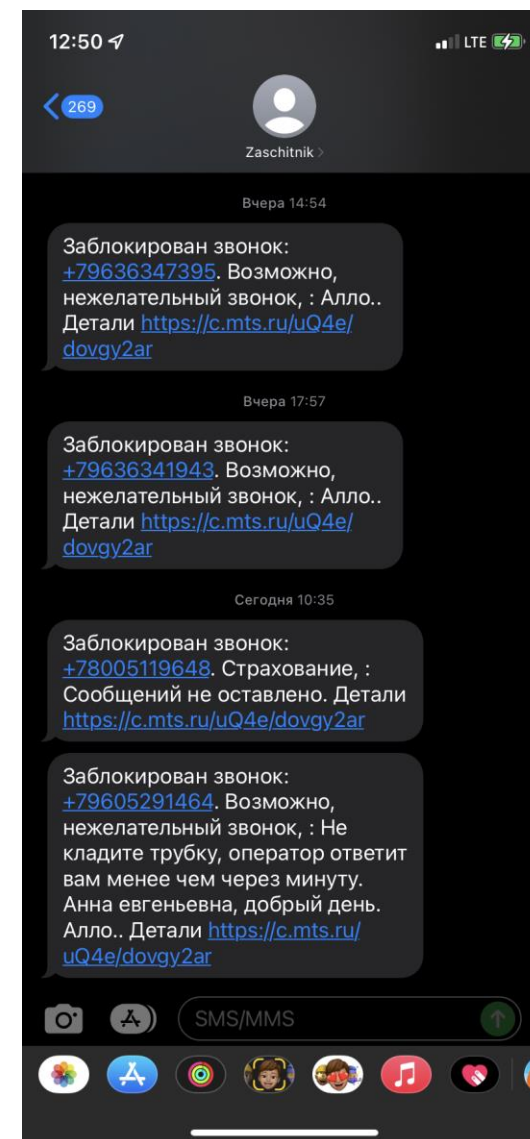 12:50
LTE
269
Zaschitnik
Вчера 14:54
Заблокирован звонок:
+79636347395. Возможно,
нежелательный звонок, : Алло..
Детали https://c.mts.ru/uQ4e/
dovgy2ar
Вчера 17:57
Заблокирован звонок:
+79636341943. Возможно,
нежелательный звонок, : Алло..
Детали https://c.mts.ru/uQ4e/
dovgy2ar
Сегодня 10:35
Заблокирован звонок:
+78005119648. Страхование, :
Сообщений не оставлено. Детали
https://c.mts.ru/uQ4e/dovgy2ar
Заблокирован звонок:
+79605291464. Возможно,
нежелательный звонок, : Не
кладите трубку, оператор ответит
вам менее чем через минуту.
Анна евгеньевна, добрый день.
Алло.. Детали https://c.mts.ru/
uQ4e/dovgy2ar
SMS/MMS